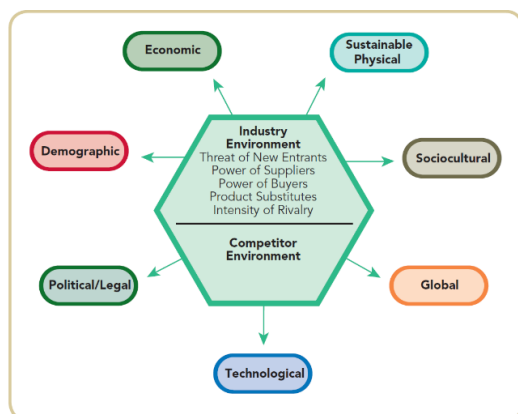 Economic
Sustainable
Physical
Demographic
Industry
Environment
Threat of New Entrants
Power of Suppliers
Power of Buyers
Product Substitutes
Intensity of Rivalry
Sociocultural
Competitor
Environment
Political/Legal
Global
Technological